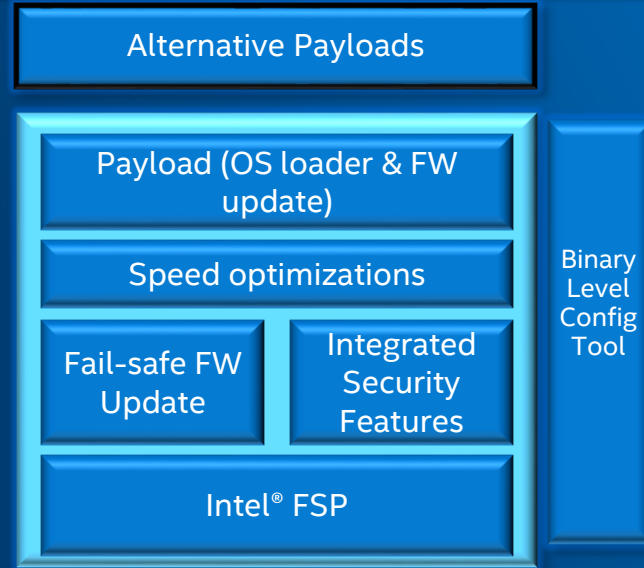 Alternative Payloads
Payload (OS loader & FW
update)
Speed optimizations
Fail-safe FW
Update
Integrated
Security
Features
Intel® FSP
Binary
Level
Config
Tool